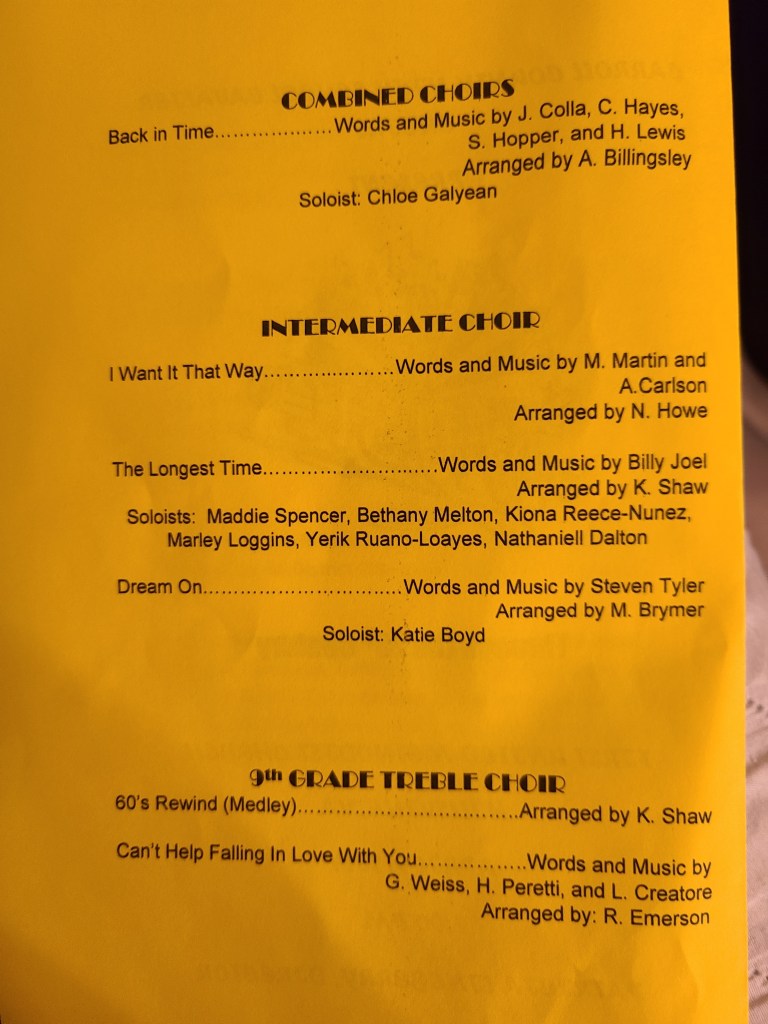 COMBINED CHOIRS
Back in Time....................Words and Music by J. Colla, C. Hayes,
S. Hopper, and H. Lewis
Arranged by A. Billingsley
Soloist: Chloe Galyean
INTERMEDIATE CHOIR
I Want It That Way......................Words and Music by M. Martin and
A.Carlson
Arranged by N. Howe
The Longest Time..............................Words and Music by Billy Joel
Arranged by K. Shaw
Soloists: Maddie Spencer, Bethany Melton, Kiona Reece-Nunez,
Marley Loggins, Yerik Ruano-Loayes, Nathaniell Dalton
Dream On..................................Words and Music by Steven Tyler
Arranged by M. Brymer
Soloist: Katie Boyd
9th GRADE TREBLE CHOIR
60's Rewind (Medley)......................................Arranged by K. Shaw
Can't Help Falling In Love With You...................Words and Music by
G. Weiss, H. Peretti, and L. Creatore
Arranged by: R. Emerson